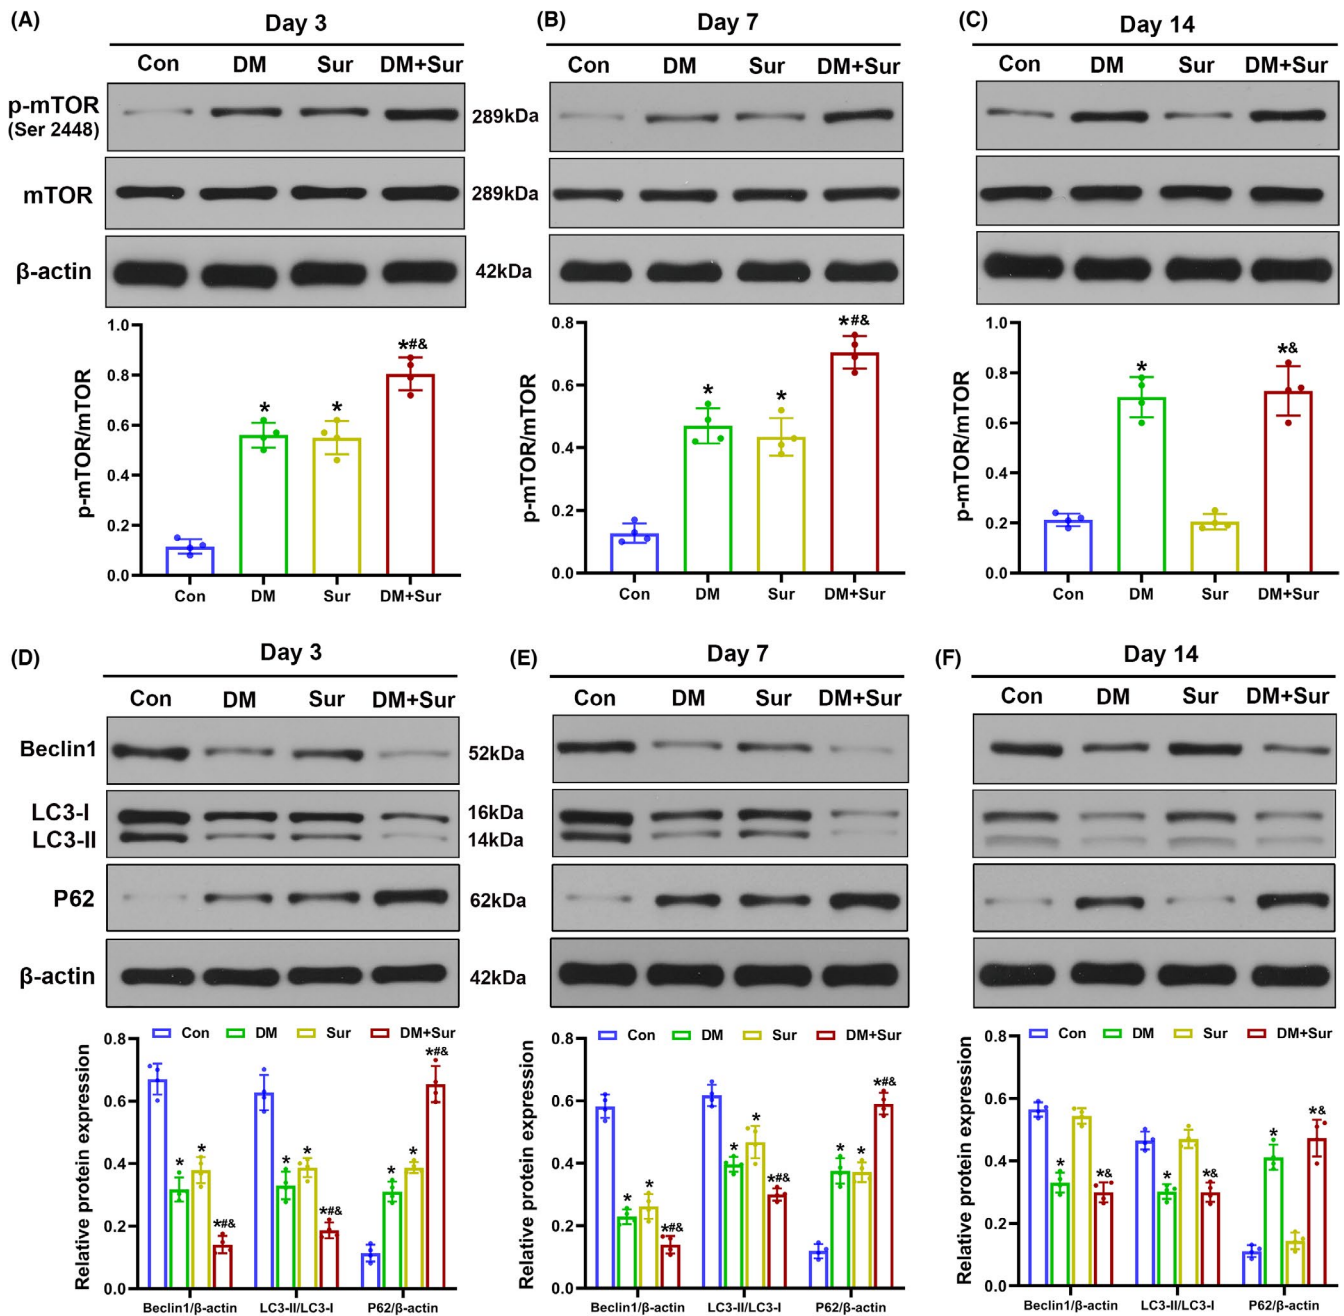 (A) Day 3
Con DM Sur DM+Sur
p-mTOR
(Ser 2448)
289kDa
mTOR
289kDa
β-actin
42kDa
(B) Day 7
Con DM Sur DM+Sur
(C) Day 14
Con DM Sur DM+Sur
p-mTOR/mTOR
1.0
0.8
0.6
0.4
0.2
0.0
* * *#&
Con DM Sur DM+Sur
p-mTOR/mTOR
0.8
0.6
0.4
0.2
0.0
* * *#&
Con DM Sur DM+Sur
p-mTOR/mTOR
1.0
0.8
0.6
0.4
0.2
0.0
* *&
Con DM Sur DM+Sur
(D) Day 3
Con DM Sur DM+Sur
Beclin1
52kDa
LC3-I
16kDa
LC3-II
14kDa
P62
62kDa
β-actin
42kDa
(E) Day 7
Con DM Sur DM+Sur
(F) Day 14
Con DM Sur DM+Sur
Con DM Sur DM+Sur
Relative protein expression
0.8
0.6
0.4
0.2
0.0
* * *#& * * *#& * * *#&
Beclin1/β-actin LC3-II/LC3-I P62/β-actin
Con DM Sur DM+Sur
Relative protein expression
0.8
0.6
0.4
0.2
0.0
* * *#& * * *#& * * *#&
Beclin1/β-actin LC3-II/LC3-I P62/β-actin
Con DM Sur DM+Sur
Relative protein expression
0.8
0.6
0.4
0.2
0.0
* *& * *& * *&
Beclin1/β-actin LC3-II/LC3-I P62/β-actin